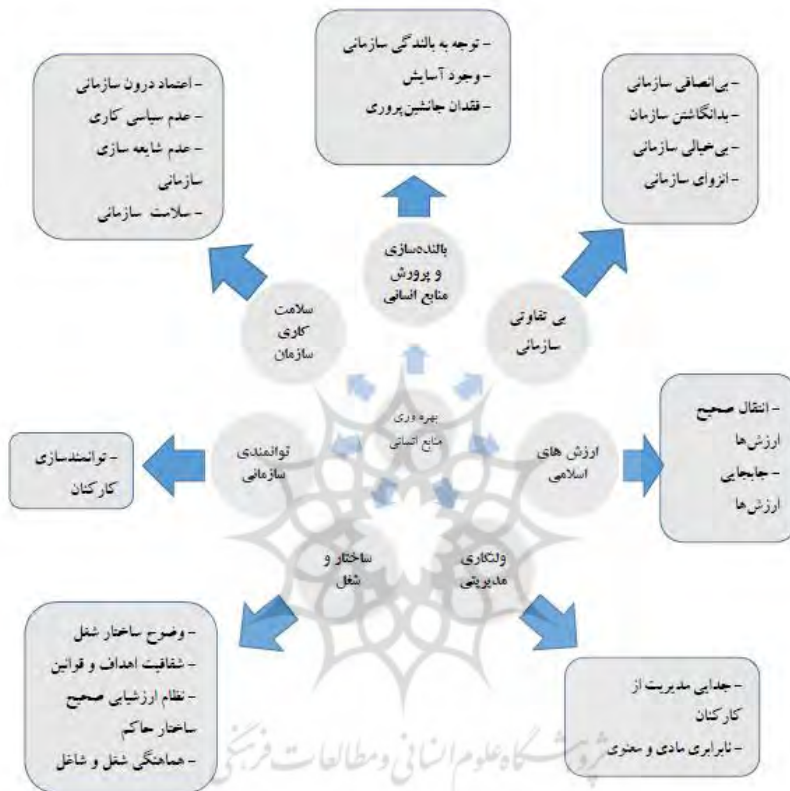 - توجه به بالندگی سازمانی
- وجود آسایش
- فقدان جانشین‌پروری
- بی‌انصافی سازمانی
- بدانگاشتن سازمان
- بی‌خیالی سازمانی
- انزوای سازمانی
- اعتماد درون سازمانی
- عدم سیاسی کاری
- عدم شایعه سازی
سازمانی
- سلامت سازمانی
بالنده‌سازی
و پرورش
منابع انسانی
بی تفاوتی
سازمانی
سلامت
کاری
سازمان
بهره وری
منابع انسانی
ارزش های
اسلامی
- انتقال صحیح
ارزش‌ها
- جابجایی
ارزش‌ها
توانمندی
سازمانی
- توانمندسازی
کارکنان
ولنگاری
مدیریتی
ساختار و
شغل
- وضوح ساختار شغل
- شفافیت اهداف و قوانین
- نظام ارزشیابی صحیح
ساختار حاکم
- هماهنگی شغل و شاغل
- جدایی مدیریت از
کارکنان
- نابرابری مادی و معنوی
پژوهشگاه علوم انسانی و مطالعات فرهنگی